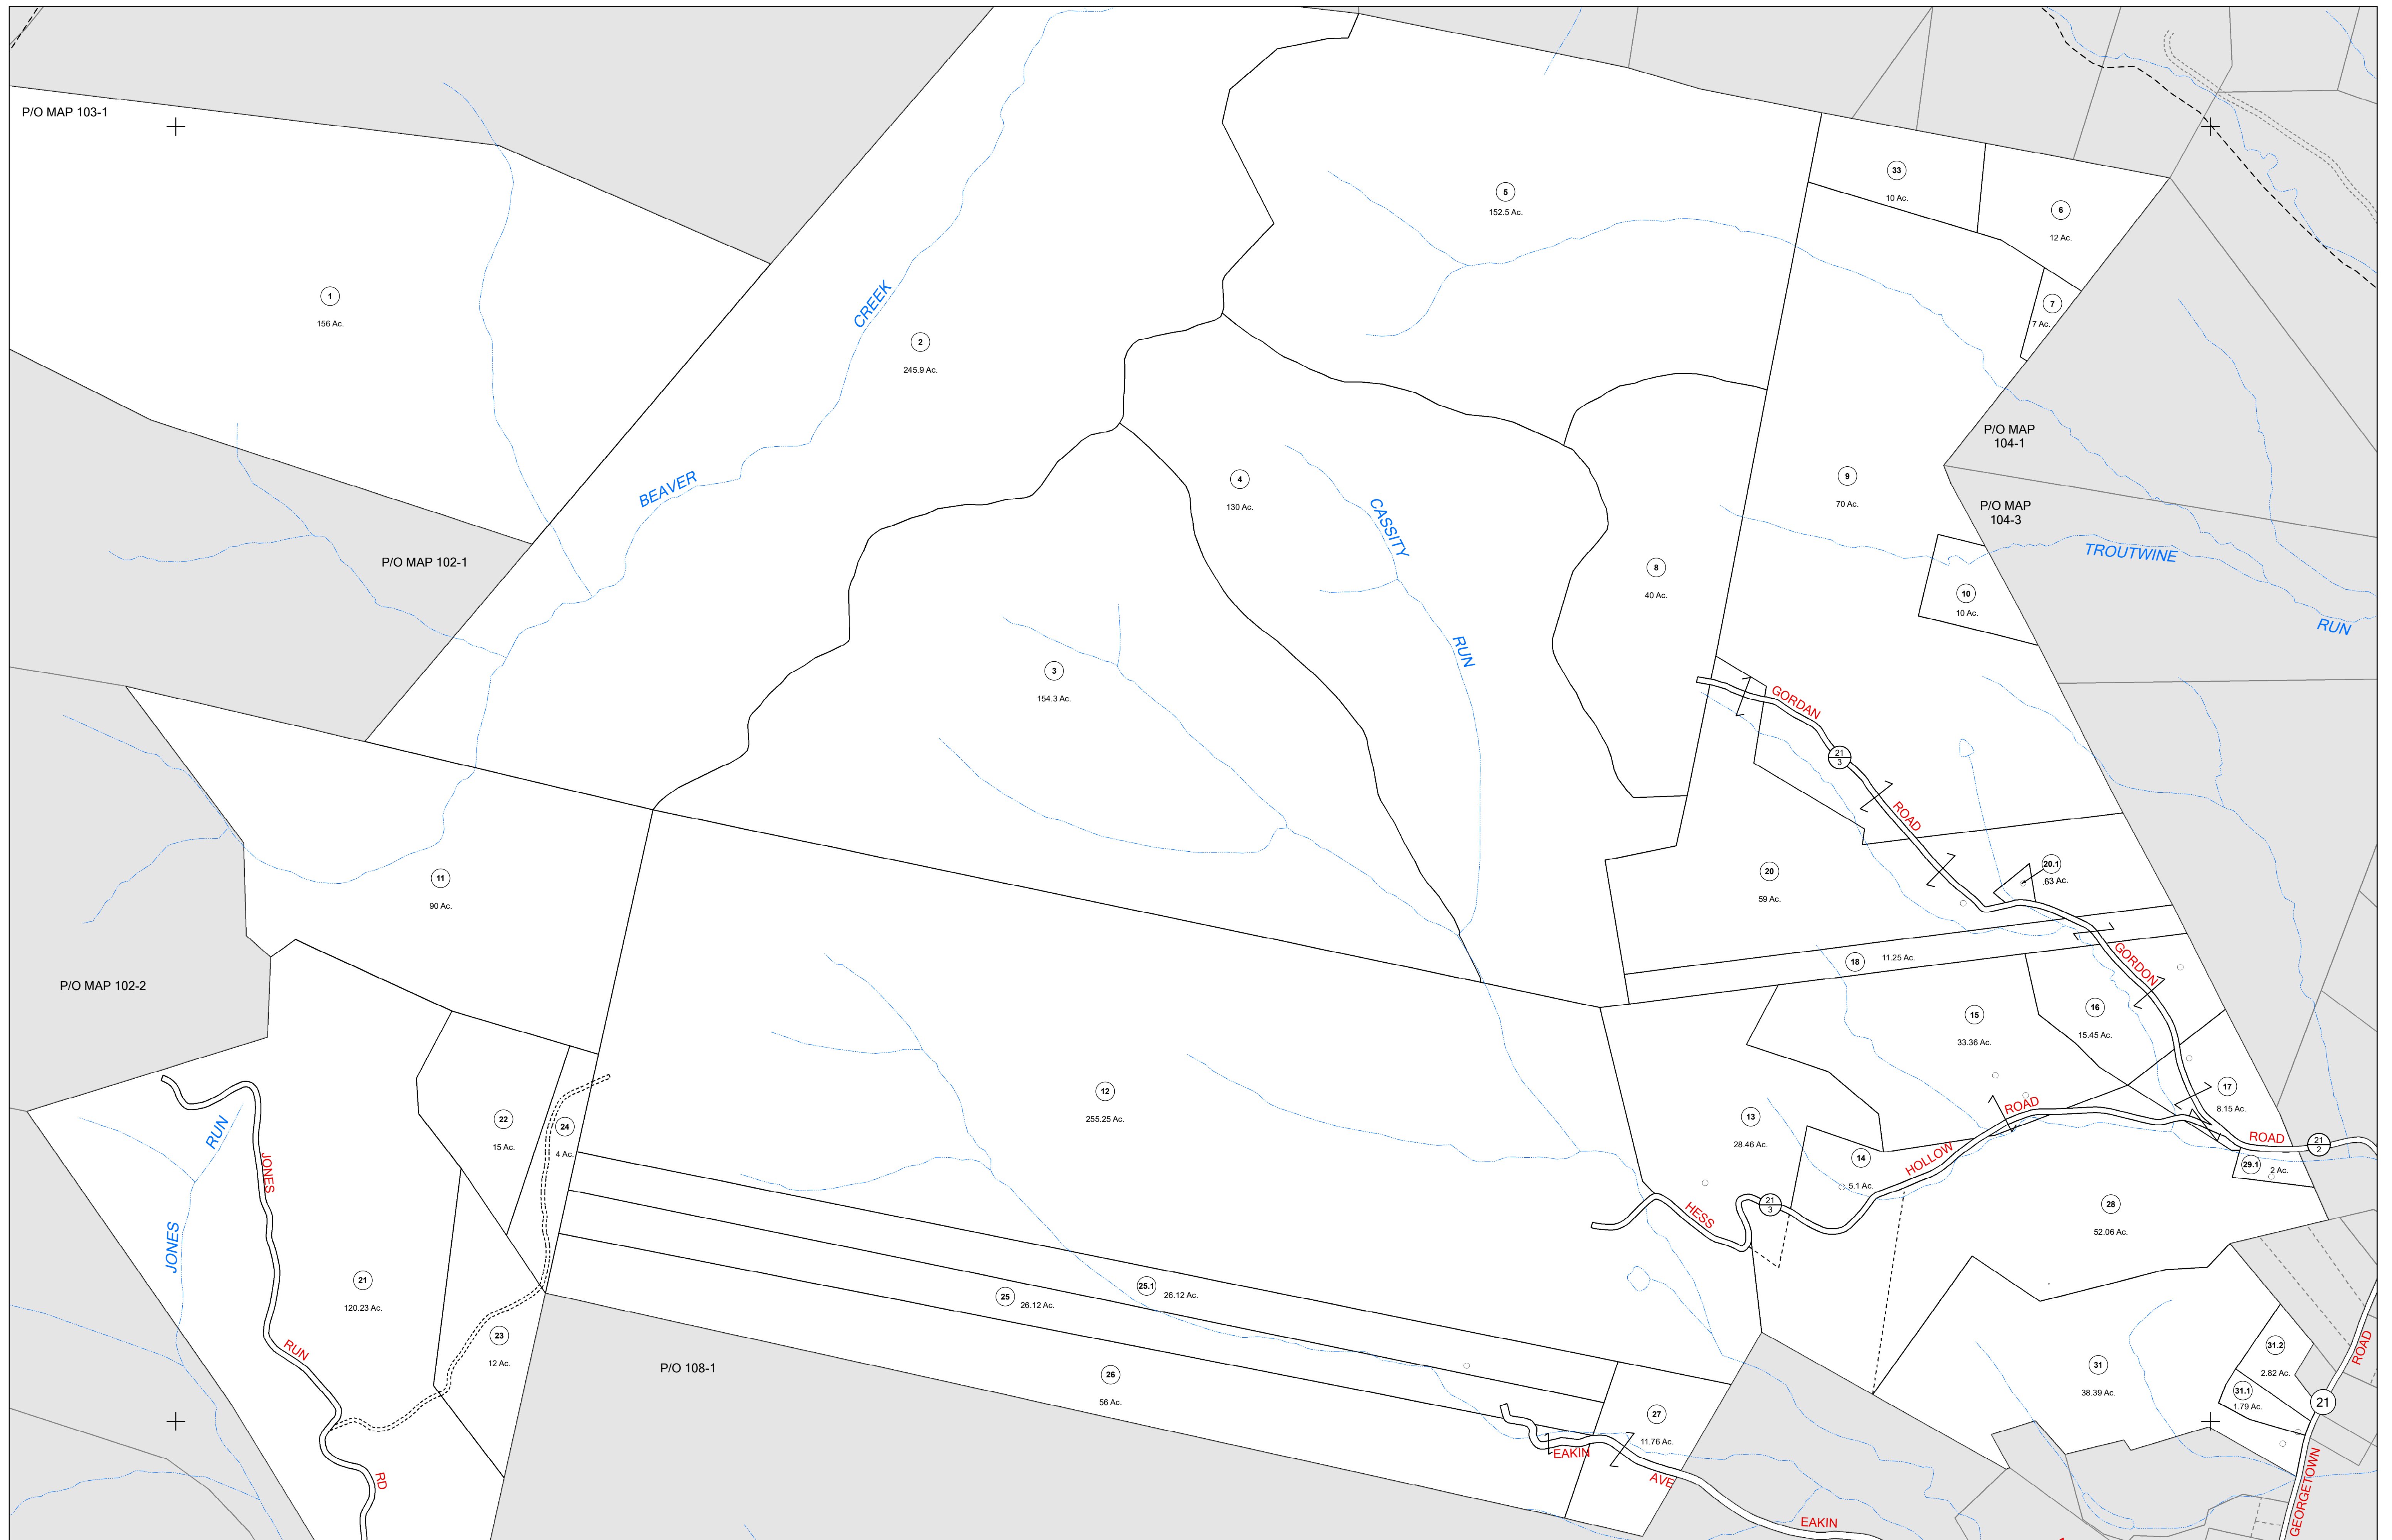 P/O MAP 103-1
33
10 Ac.
5
152.5 Ac.
6
12 Ac.
1
156 Ac.
CREEK
7
7 Ac.
2
245.9 Ac.
P/O MAP
104-1
BEAVER
4
130 Ac.
CASSITY
9
70 Ac.
P/O MAP
104-3
TROUTWINE
P/O MAP 102-1
8
40 Ac.
10
10 Ac.
RUN
RUN
3
154.3 Ac.
GORDAN
21
3
ROAD
11
90 Ac.
20
59 Ac.
20.1
.63 Ac.
18
11.25 Ac.
GORDON
P/O MAP 102-2
15
33.36 Ac.
16
15.45 Ac.
12
255.25 Ac.
22
15 Ac.
24
4 Ac.
13
28.46 Ac.
ROAD
17
8.15 Ac.
RUN
JONES
14
5.1 Ac.
HOLLOW
ROAD
21
2
29.1
2 Ac.
HESS
21
3
28
52.06 Ac.
JONES
21
120.23 Ac.
25
26.12 Ac.
25.1
26.12 Ac.
RUN
23
12 Ac.
P/O 108-1
26
56 Ac.
31
38.39 Ac.
31.2
2.82 Ac.
31.1
1.79 Ac.
ROAD
21
27
11.76 Ac.
EAKIN
AVE
RD
GEORGETOWN
EAKIN